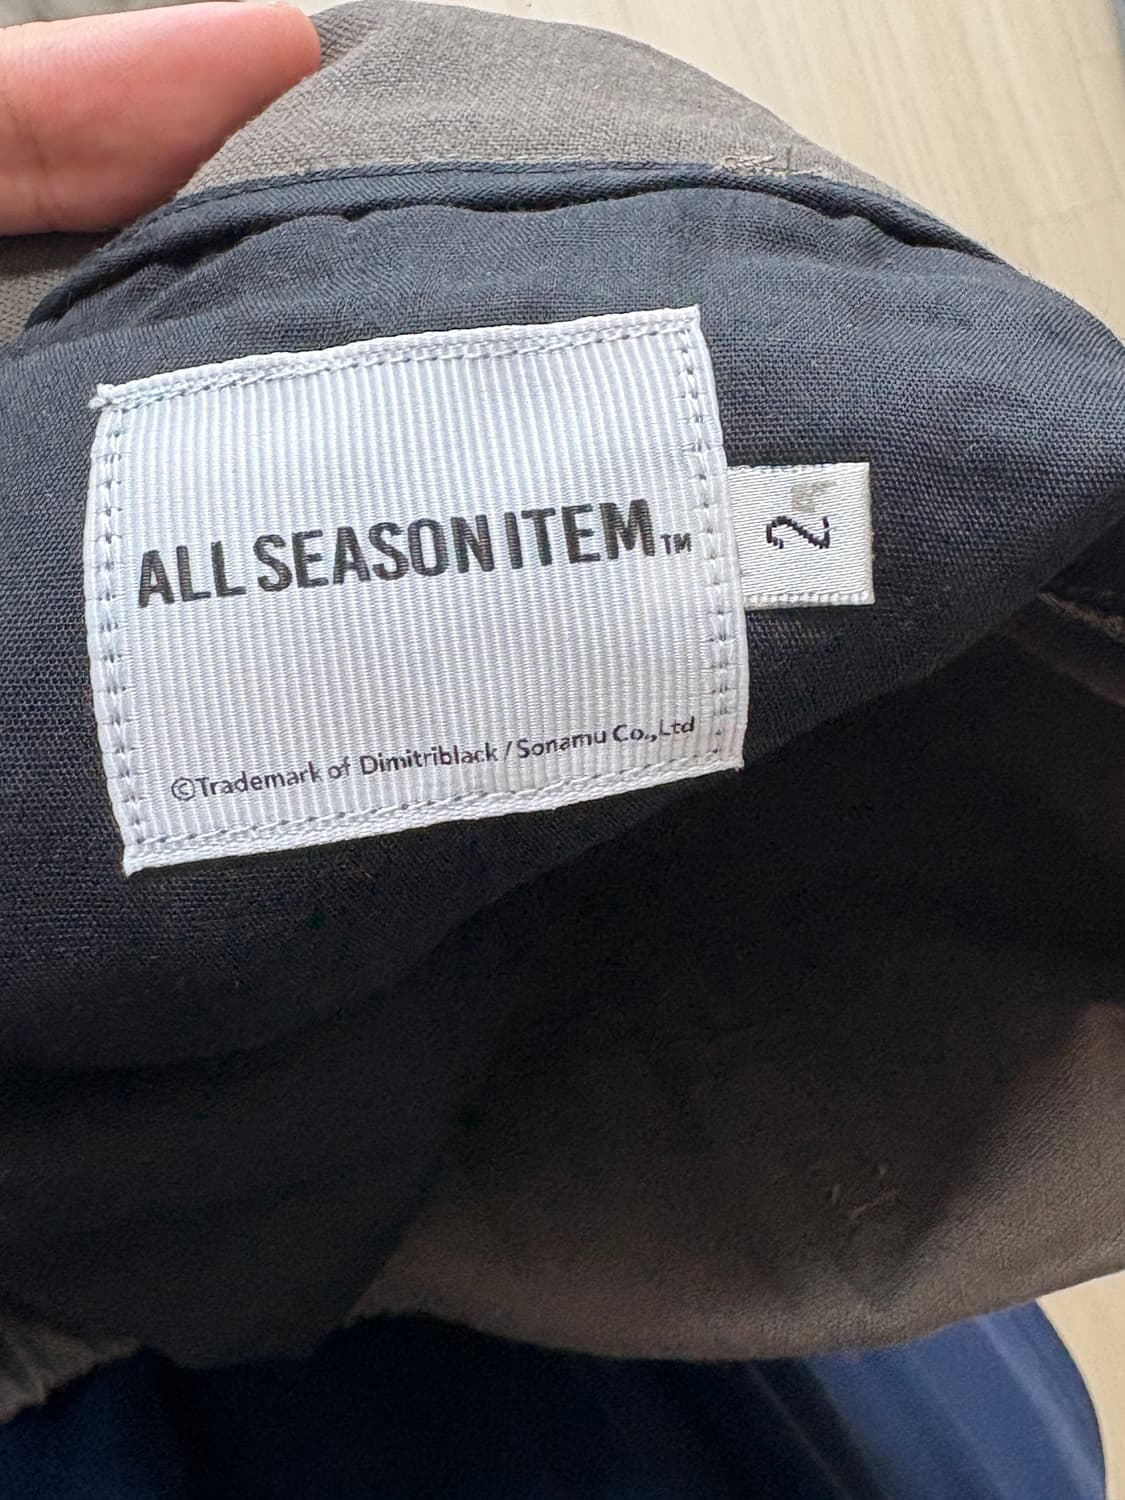 ALL SEASON ITEM™
2
©Trademark of Dimitriblack / Sonamu Co.,Ltd